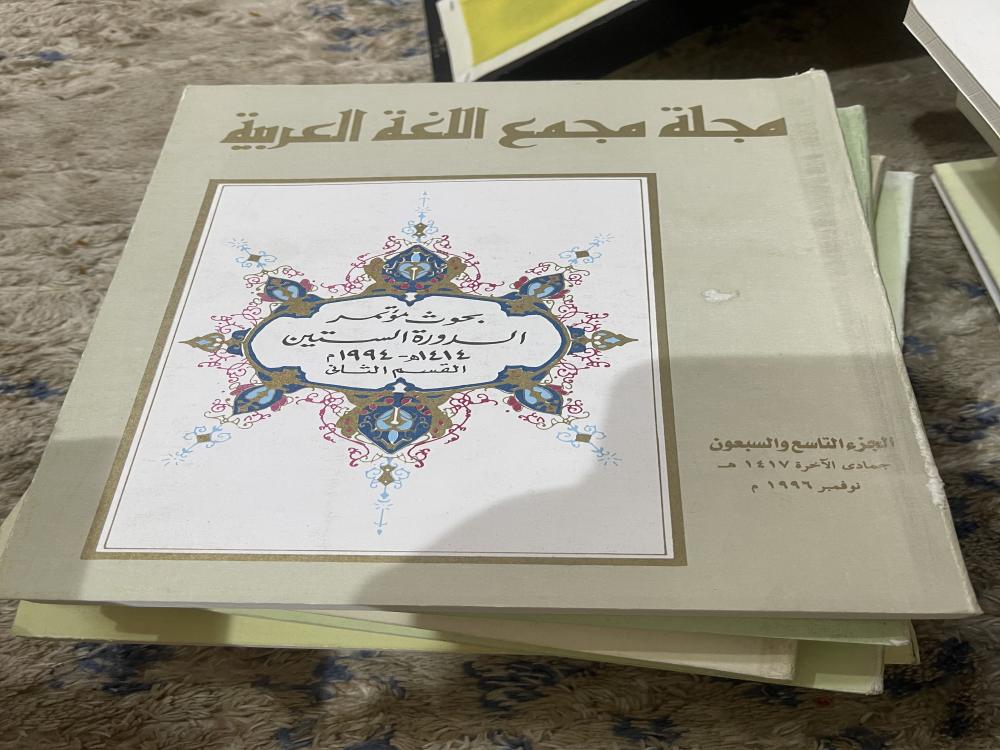 مجلة مجمع اللغة العربية
بحوث مؤتمر
الدورة الستين
١٤١٤هـ - ١٩٩٤م
القسم الثانى
الجزء التاسع والسبعون
جمادى الآخرة ١٤١٧ هـ
نوفمبر ١٩٩٦ م